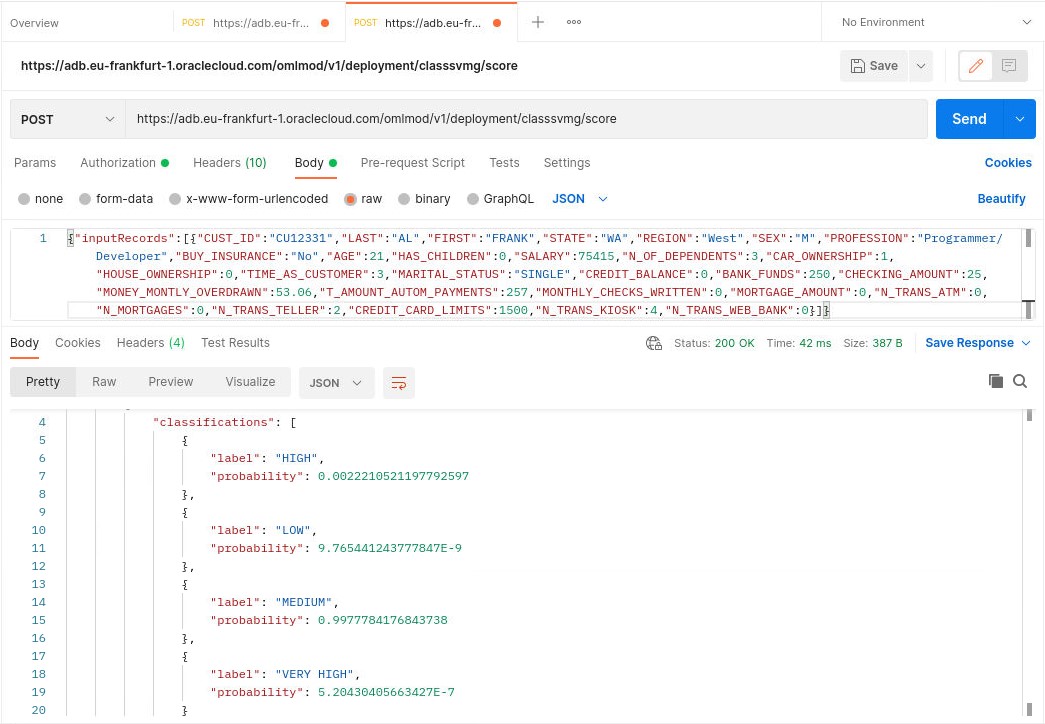 Overview
POST https://adb.eu-fr...
POST https://adb.eu-fr...
No Environment
https://adb.eu-frankfurt-1.oraclecloud.com/omlmod/v1/deployment/classsvmg/score
Save
POST
https://adb.eu-frankfurt-1.oraclecloud.com/omlmod/v1/deployment/classsvmg/score
Send
Params Authorization Headers (10) Body Pre-request Script Tests Settings Cookies
none form-data x-www-form-urlencoded raw binary GraphQL JSON Beautify
1 {"inputRecords":[{"CUST_ID":"CU12331","LAST":"AL","FIRST":"FRANK","STATE":"WA","REGION":"West","SEX":"M","PROFESSION":"Programmer/
Developer","BUY_INSURANCE":"No","AGE":21,"HAS_CHILDREN":0,"SALARY":75415,"N_OF_DEPENDENTS":3,"CAR_OWNERSHIP":1,
"HOUSE_OWNERSHIP":0,"TIME_AS_CUSTOMER":3,"MARITAL_STATUS":"SINGLE","CREDIT_BALANCE":0,"BANK_FUNDS":250,"CHECKING_AMOUNT":25,
"MONEY_MONTLY_OVERDRAWN":53.06,"T_AMOUNT_AUTOM_PAYMENTS":257,"MONTHLY_CHECKS_WRITTEN":0,"MORTGAGE_AMOUNT":0,"N_TRANS_ATM":0,
"N_MORTGAGES":0,"N_TRANS_TELLER":2,"CREDIT_CARD_LIMITS":1500,"N_TRANS_KIOSK":4,"N_TRANS_WEB_BANK":0}]}
Body Cookies Headers (4) Test Results Status: 200 OK Time: 42 ms Size: 387 B Save Response
Pretty Raw Preview Visualize JSON
4 "classifications": [
5 {
6 "label": "HIGH",
7 "probability": 0.0022210521197792597
8 },
9 {
10 "label": "LOW",
11 "probability": 9.765441243777847E-9
12 },
13 {
14 "label": "MEDIUM",
15 "probability": 0.9977784176843738
16 },
17 {
18 "label": "VERY HIGH",
19 "probability": 5.20430405663427E-7
20 }